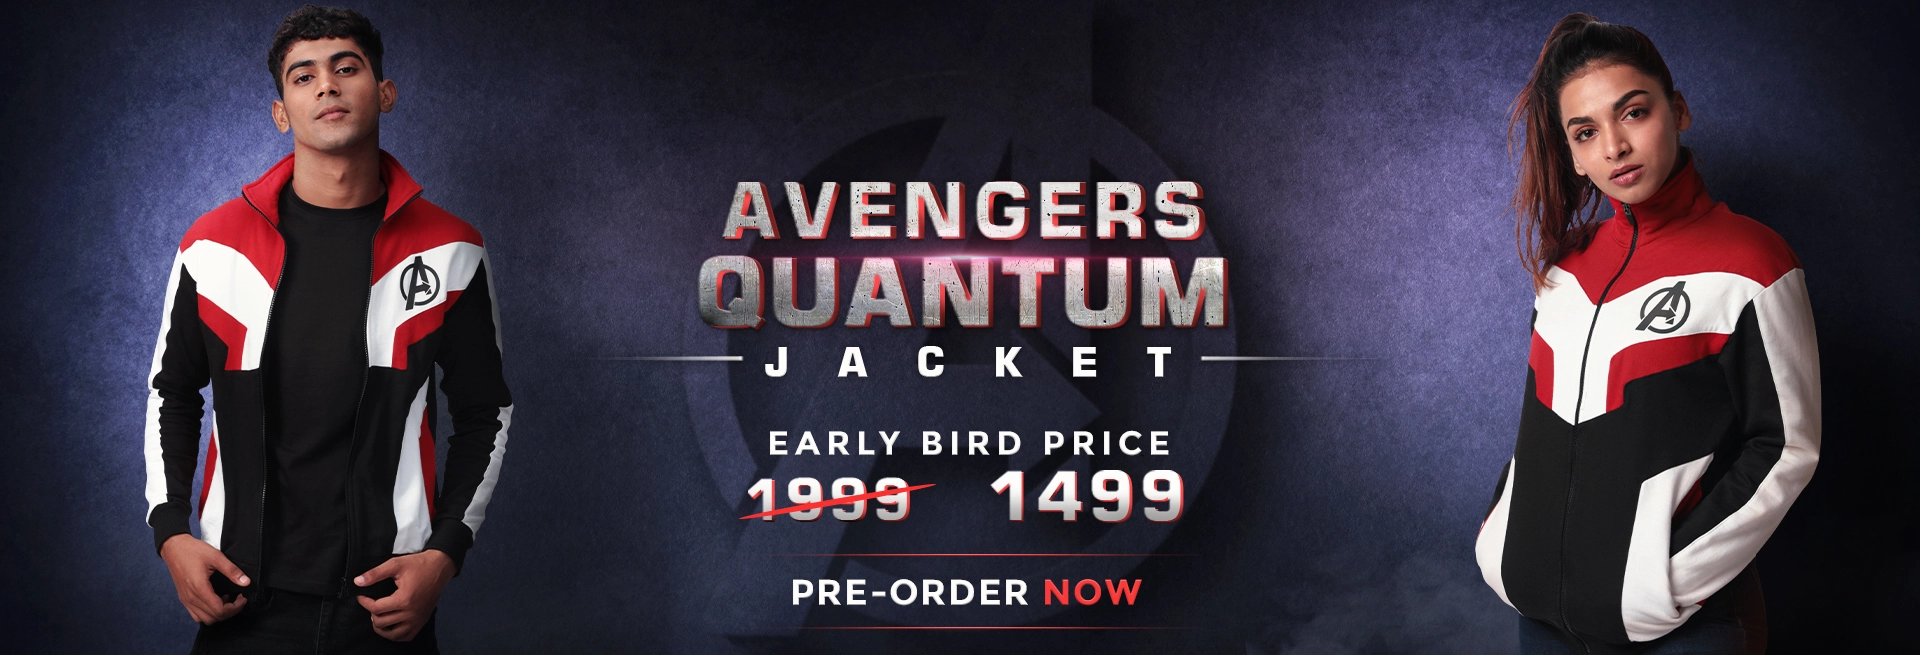 AVENGERS
QUANTUM
JACKET
EARLY BIRD PRICE
1999 1499
PRE-ORDER NOW